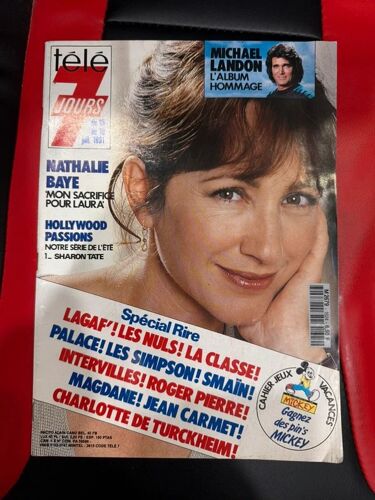 télé
7
JOURS
juil. 1991
MICHAEL
LANDON
L'ALBUM
HOMMAGE
NATHALIE
BAYE
'MON SACRIFICE
POUR LAURA'
HOLLYWOOD
PASSIONS
NOTRE SÉRIE DE L'ÉTÉ
1... SHARON TATE
Spécial Rire
LAGAF'! LES NULS! LA CLASSE!
PALACE! LES SIMPSON! SMAÏN!
INTERVILLES! ROGER PIERRE!
MAGDANE! JEAN CARMET!
CHARLOTTE DE TURCKHEIM!
CAHIER-JEUX VACANCES
MICKEY
Gagnez
des pin's
MICKEY